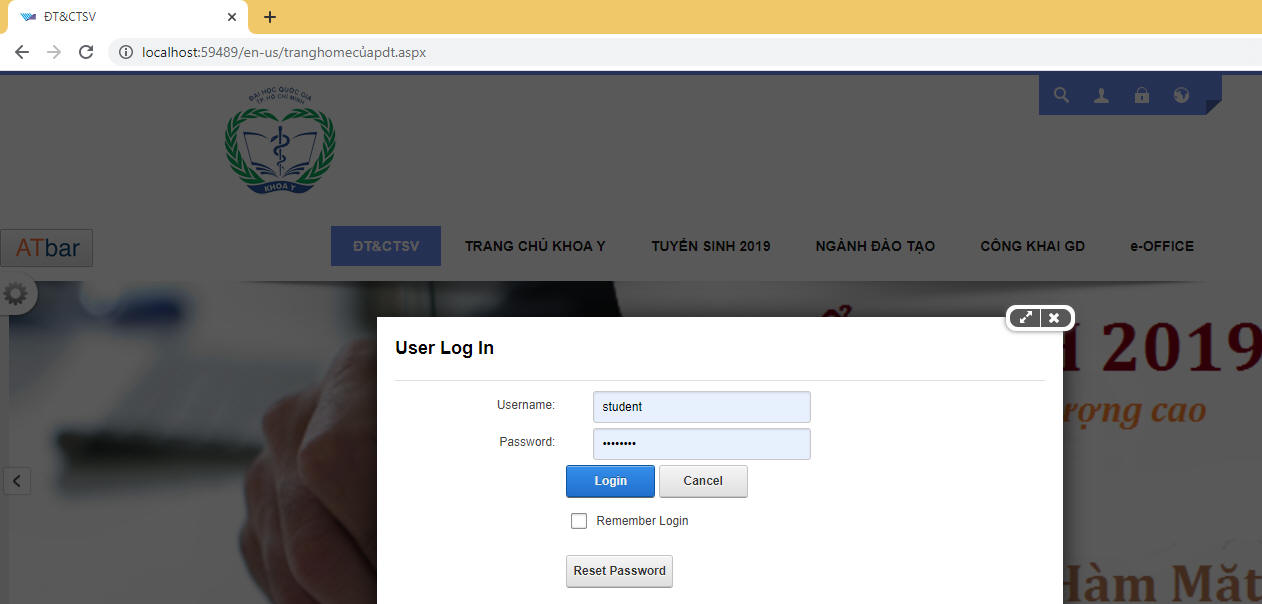 ĐT&CTSV
localhost:59489/en-us/tranghomecủapdt.aspx
ĐẠI HỌC QUỐC GIA
TP. HỒ CHÍ MINH
KHOA Y
ATbar
ĐT&CTSV TRANG CHỦ KHOA Y TUYỂN SINH 2019 NGÀNH ĐÀO TẠO CÔNG KHAI GD e-OFFICE
User Log In
H 2019
Username: student
ượng cao
Password: ••••••••
Login Cancel
Remember Login
Reset Password
Hàm Mặt